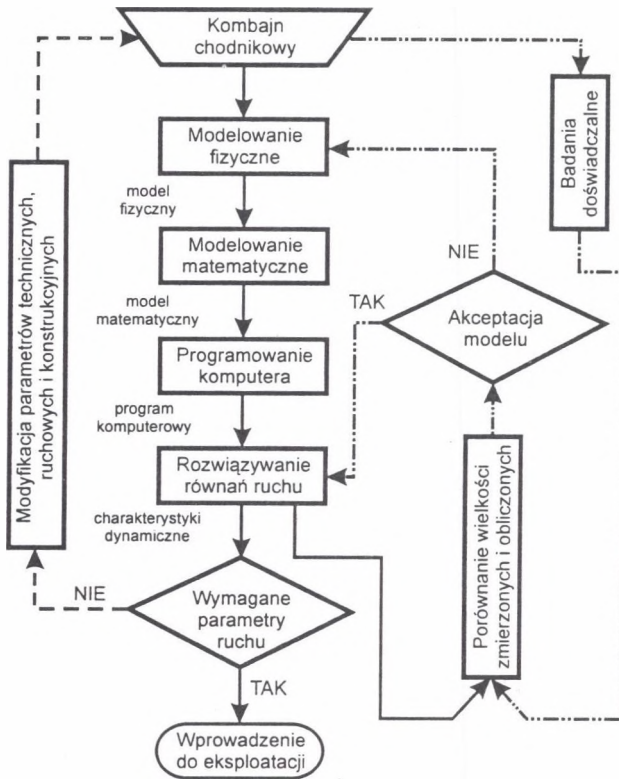 Kombajn
chodnikowy
Modelowanie
fizyczne
model
fizyczny
Modelowanie
matematyczne
model
matematyczny
Programowanie
komputera
program
komputerowy
Rozwiązywanie
równań ruchu
charakterystyki
dynamiczne
Wymagane
parametry
ruchu
NIE
TAK
Wprowadzenie
do eksploatacji
Modyfikacja parametrów technicznych,
ruchowych i konstrukcyjnych
Badania
doświadczalne
NIE
TAK
Akceptacja
modelu
Porównanie wielkości
zmierzonych i obliczonych